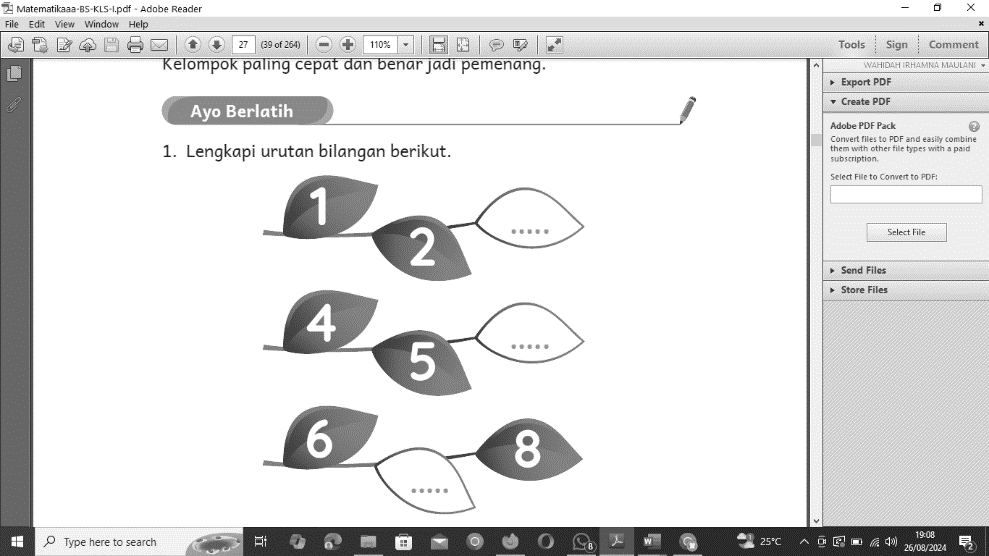 Matematikaaa-BS-KLS-I.pdf - Adobe Reader
File Edit View Window Help
27 (39 of 264) 110% Tools Sign Comment
WAHIDAH IRHAMNA MAULANI
Kelompok paling cepat dan benar jadi pemenang.
Ayo Berlatih
1. Lengkapi urutan bilangan berikut.
1
2
.....
4
5
.....
6
.....
8
Export PDF
Create PDF
Adobe PDF Pack
Convert files to PDF and easily combine
them with other file types with a paid
subscription.
Select File to Convert to PDF:
Select File
Send Files
Store Files
Type here to search
8
25°C
19:08
26/08/2024